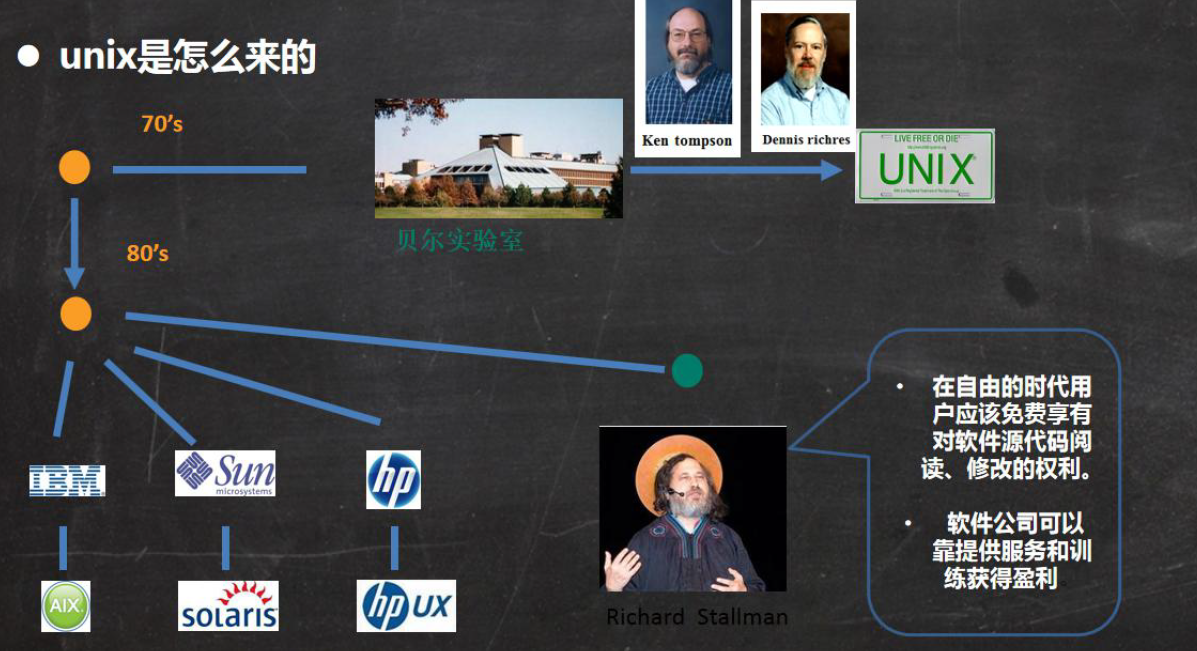 ● unix是怎么来的
70’s
Ken tompson
Dennis richres
LIVE FREE OR DIE
UNIX
贝尔实验室
80’s
• 在自由的时代用
户应该免费享有
对软件源代码阅
读、修改的权利。
• 软件公司可以
靠提供服务和训
练获得盈利
IBM
Sun
microsystems
hp
AIX
solaris
hp UX
Richard Stallman